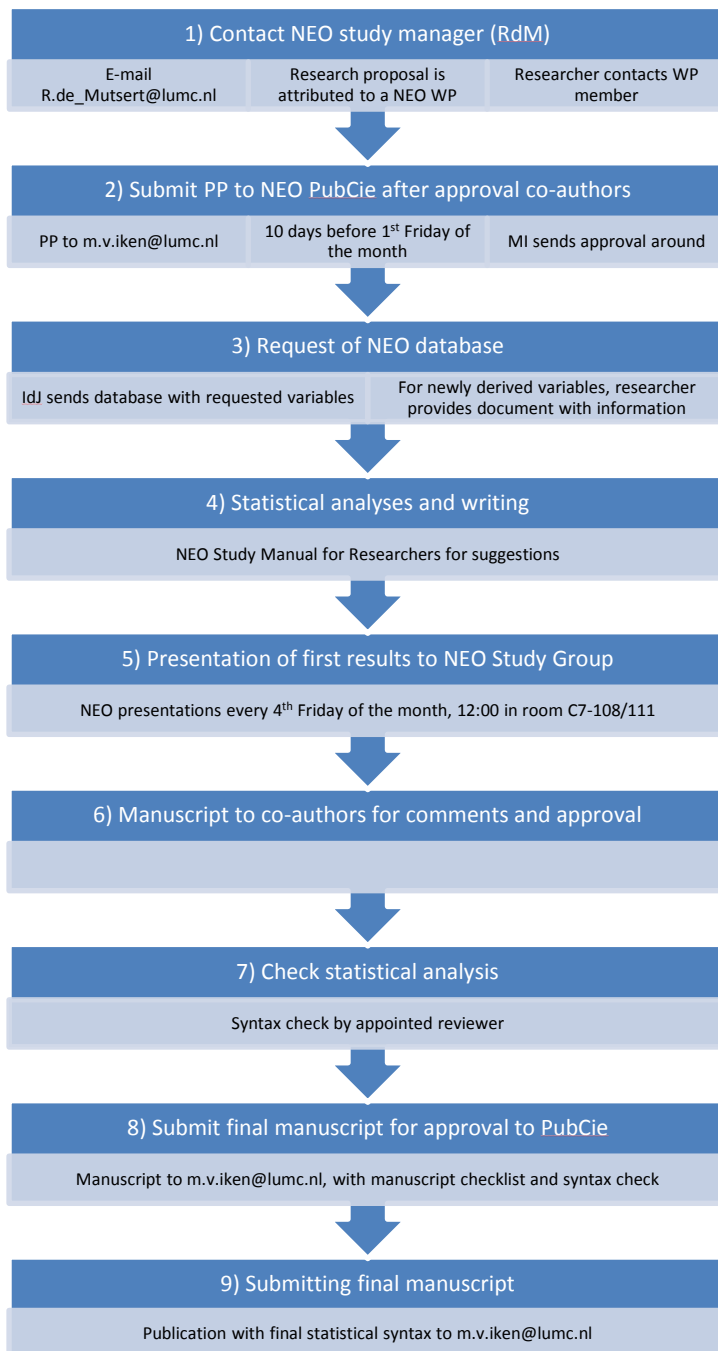 1) Contact NEO study manager (RdM)
E-mail
R.de_Mutsert@lumc.nl
Research proposal is
attributed to a NEO WP
Researcher contacts WP
member
2) Submit PP to NEO PubCie after approval co-authors
PP to m.v.iken@lumc.nl
10 days before 1st Friday of
the month
MI sends approval around
3) Request of NEO database
IdJ sends database with requested variables
For newly derived variables, researcher
provides document with information
4) Statistical analyses and writing
NEO Study Manual for Researchers for suggestions
5) Presentation of first results to NEO Study Group
NEO presentations every 4th Friday of the month, 12:00 in room C7-108/111
6) Manuscript to co-authors for comments and approval
7) Check statistical analysis
Syntax check by appointed reviewer
8) Submit final manuscript for approval to PubCie
Manuscript to m.v.iken@lumc.nl, with manuscript checklist and syntax check
9) Submitting final manuscript
Publication with final statistical syntax to m.v.iken@lumc.nl